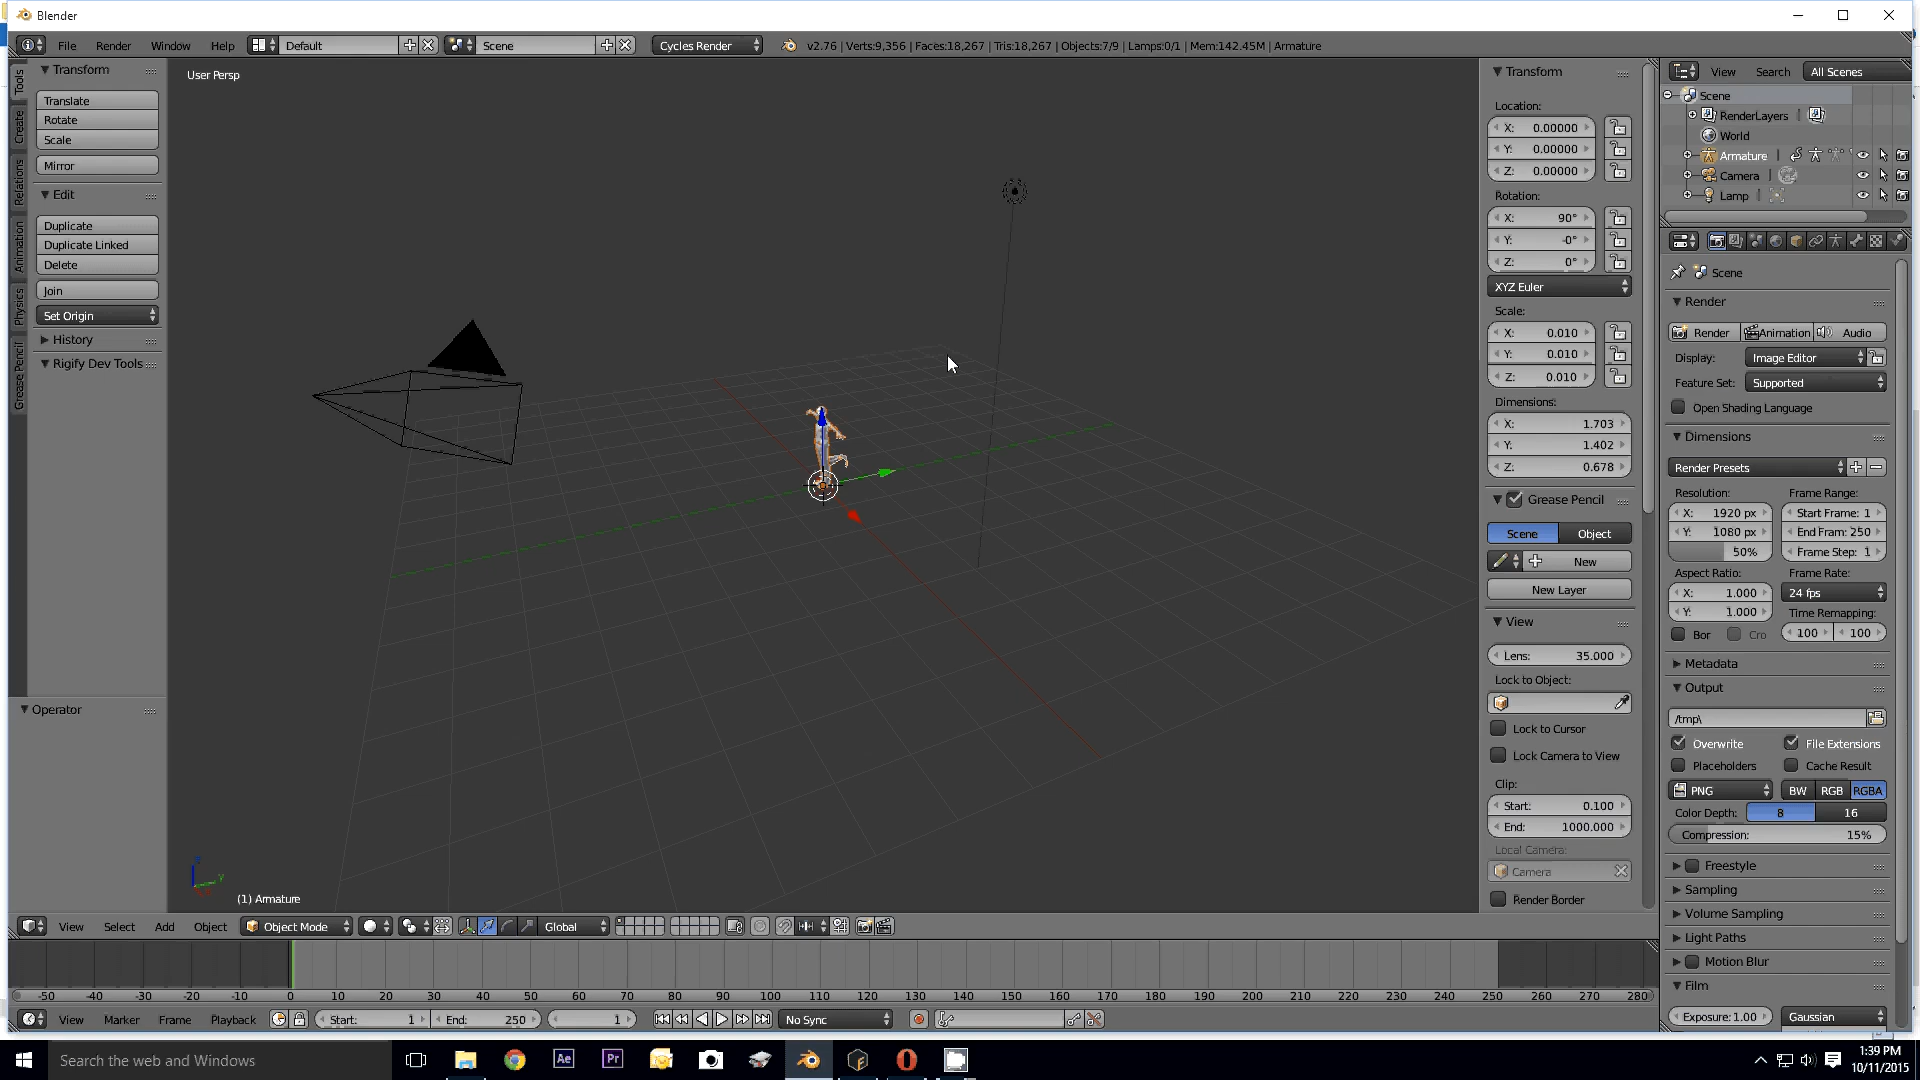 Blender
File Render Window Help Default Scene Cycles Render v2.76 | Verts:9,356 | Faces:18,267 | Tris:18,267 | Objects:7/9 | Lamps:0/1 | Mem:142.45M | Armature
Tools
Create
Relations
Animation
Physics
Grease Pencil
Transform
Translate
Rotate
Scale
Mirror
Edit
Duplicate
Duplicate Linked
Delete
Join
Set Origin
History
Rigify Dev Tools
Operator
User Persp
(1) Armature
Transform
Location:
X: 0.00000
Y: 0.00000
Z: 0.00000
Rotation:
X: 90°
Y: -0°
Z: 0°
XYZ Euler
Scale:
X: 0.010
Y: 0.010
Z: 0.010
Dimensions:
X: 1.703
Y: 1.402
Z: 0.678
Grease Pencil
Scene Object
New
New Layer
View
Lens: 35.000
Lock to Object:
Lock to Cursor
Lock Camera to View
Clip:
Start: 0.100
End: 1000.000
Local Camera:
Camera
Render Border
View Search All Scenes
Scene
RenderLayers
World
Armature
Camera
Lamp
Scene
Render
Render Animation Audio
Display: Image Editor
Feature Set: Supported
Open Shading Language
Dimensions
Render Presets
Resolution: Frame Range:
X: 1920 px Start Frame: 1
Y: 1080 px End Fram: 250
50% Frame Step: 1
Aspect Ratio: Frame Rate:
X: 1.000 24 fps
Y: 1.000 Time Remapping:
Bor Cro 100 100
Metadata
Output
/tmp\
Overwrite File Extensions
Placeholders Cache Result
PNG BW RGB RGBA
Color Depth: 8 16
Compression: 15%
Freestyle
Sampling
Volume Sampling
Light Paths
Motion Blur
Film
Exposure: 1.00 Gaussian
View Select Add Object Object Mode Global
-50 -40 -30 -20 -10 0 10 20 30 40 50 60 70 80 90 100 110 120 130 140 150 160 170 180 190 200 210 220 230 240 250 260 270 280
View Marker Frame Playback Start: 1 End: 250 1 No Sync
Search the web and Windows
Ae
Pr
1:39 PM
10/11/2015